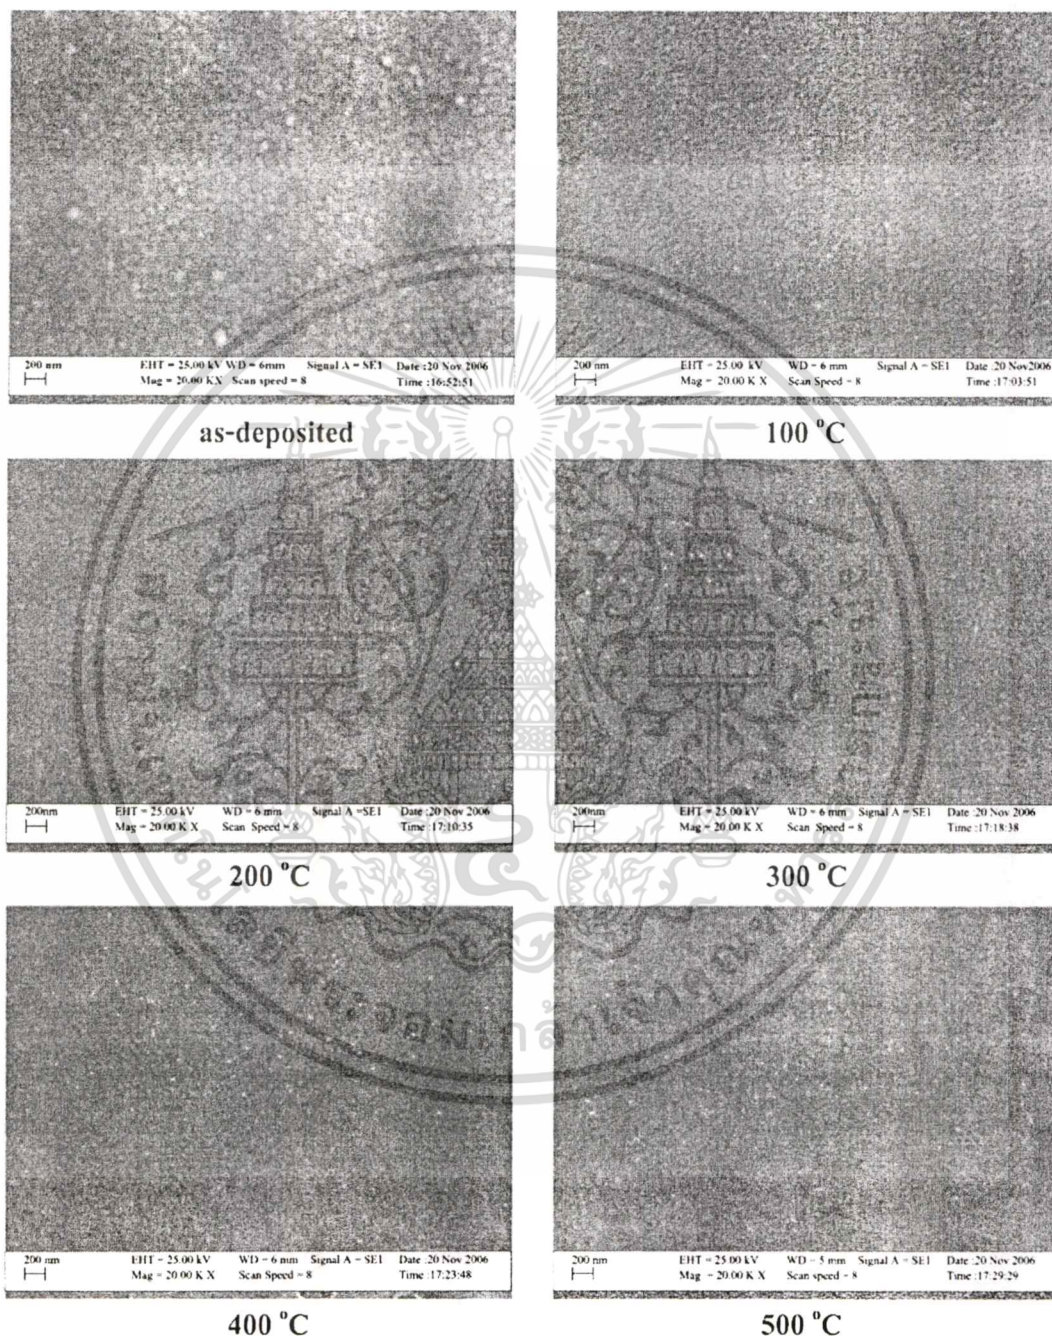 200 nm EHT = 25.00 kV WD = 6mm Signal A = SE1 Date :20 Nov 2006
Mag = 20.00 KX Scan speed = 8 Time :16:52:51
as-deposited
200 nm EHT = 25.00 kV WD = 6 mm Signal A = SE1 Date :20 Nov2006
Mag = 20.00 K X Scan Speed = 8 Time :17:03:51
100 °C
200nm EHT = 25.00 kV WD = 6 mm Signal A =SE1 Date :20 Nov 2006
Mag = 20.00 K X Scan Speed = 8 Time :17:10:35
200 °C
200nm EHT = 25.00 kV WD = 6 mm Signal A = SE1 Date :20 Nov 2006
Mag = 20.00 K X Scan Speed = 8 Time :17:18:38
300 °C
200 nm EHT = 25.00 kV WD = 6 mm Signal A = SE1 Date :20 Nov 2006
Mag = 20.00 K X Scan Speed = 8 Time :17:23:48
400 °C
200 nm EHT = 25.00 kV WD = 5 mm Signal A = SE1 Date :20 Nov 2006
Mag = 20.00 K X Scan speed = 8 Time :17:29:29
500 °C